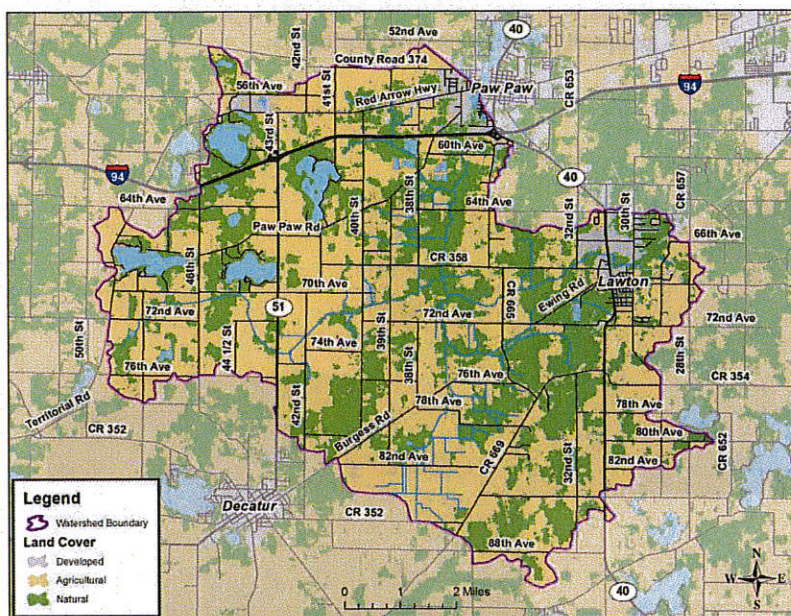 52nd Ave
40
42nd St
County Road 374
Paw Paw
CR 653
56th Ave
41st St
Red Arrow Hwy
94
43rd St
60th Ave
40
94
64th Ave
40th St
38th St
64th Ave
32nd St
30th St
CR 657
Paw Paw Rd
66th Ave
46th St
CR 358
70th Ave
Lawton
Ewing Rd
CR 665
72nd Ave
51
72nd Ave
72nd Ave
50th St
44 1/2 St
74th Ave
39th St
38th St
28th St
76th Ave
76th Ave
CR 354
Territorial Rd
42nd St
78th Ave
78th Ave
Burgess Rd
80th Ave
CR 352
CR 669
32nd St
CR 652
82nd Ave
82nd Ave
Decatur
CR 352
88th Ave
40
Legend
Watershed Boundary
Land Cover
Developed
Agricultural
Natural
0 1 2 Miles
N
W E
S